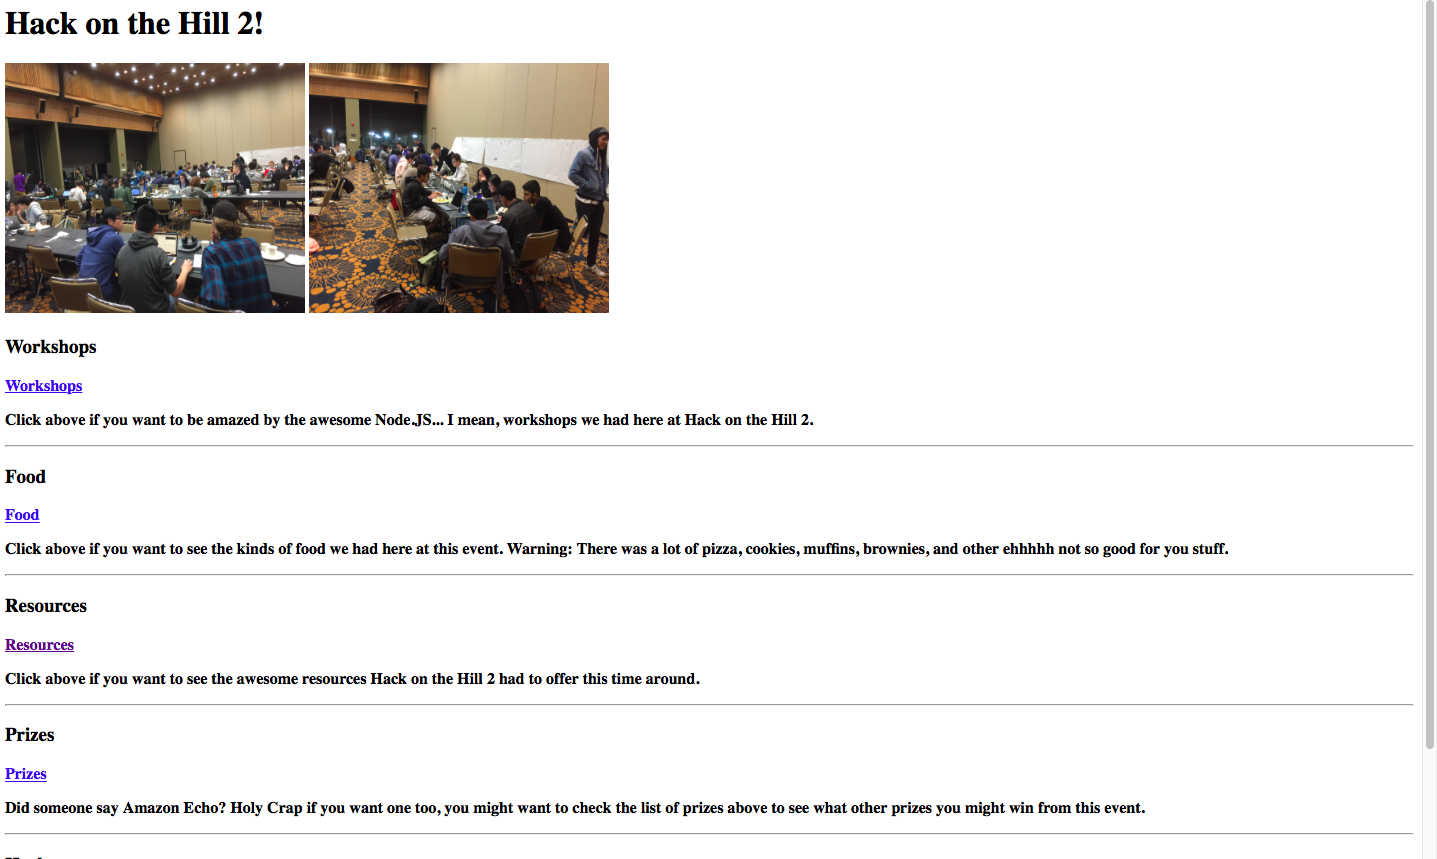 Hack on the Hill 2!
Workshops
Workshops
Click above if you want to be amazed by the awesome Node.JS... I mean, workshops we had here at Hack on the Hill 2.
Food
Food
Click above if you want to see the kinds of food we had here at this event. Warning: There was a lot of pizza, cookies, muffins, brownies, and other ehhhhh not so good for you stuff.
Resources
Resources
Click above if you want to see the awesome resources Hack on the Hill 2 had to offer this time around.
Prizes
Prizes
Did someone say Amazon Echo? Holy Crap if you want one too, you might want to check the list of prizes above to see what other prizes you might win from this event.